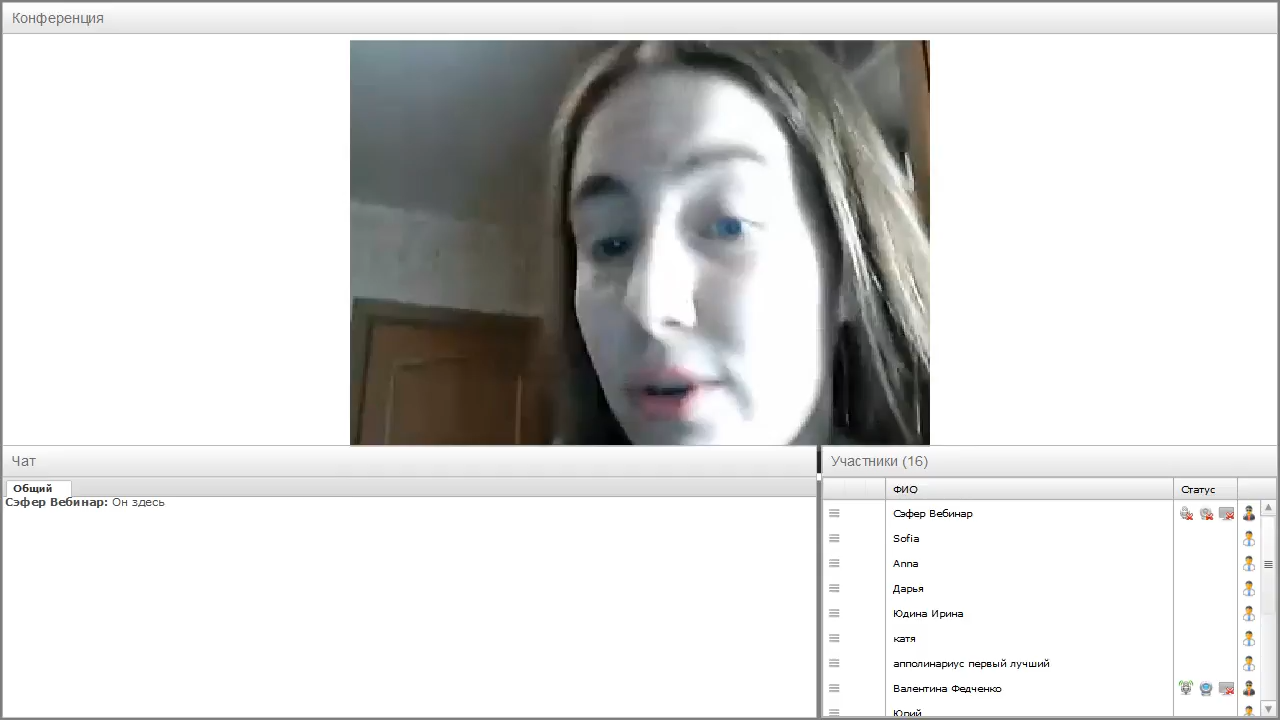 Конференция
Чат
Общий
Сэфер Вебинар: Он здесь
Участники (16)
ФИО Статус
Сэфер Вебинар
Sofia
Anna
Дарья
Юдина Ирина
катя
апполинариус первый лучший
Валентина Федченко
Юрий